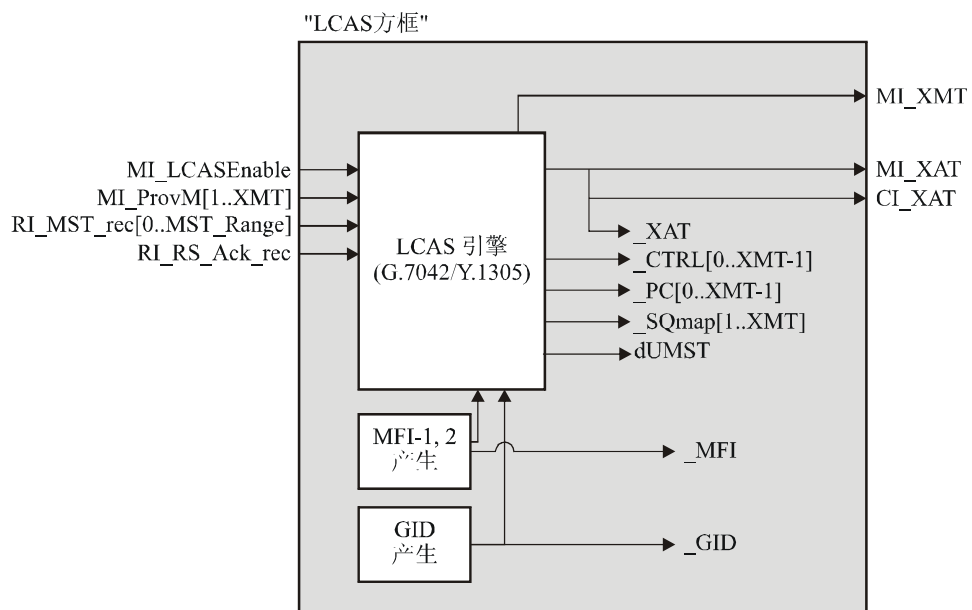 "LCAS方框"
MI_XMT
MI_LCASEnable
MI_ProvM[1..XMT]
RI_MST_rec[0..MST_Range]
RI_RS_Ack_rec
LCAS 引擎
(G.7042/Y.1305)
MI_XAT
CI_XAT
_XAT
_CTRL[0..XMT-1]
_PC[0..XMT-1]
_SQmap[1..XMT]
dUMST
MFI-1, 2
产生
_MFI
GID
产生
_GID